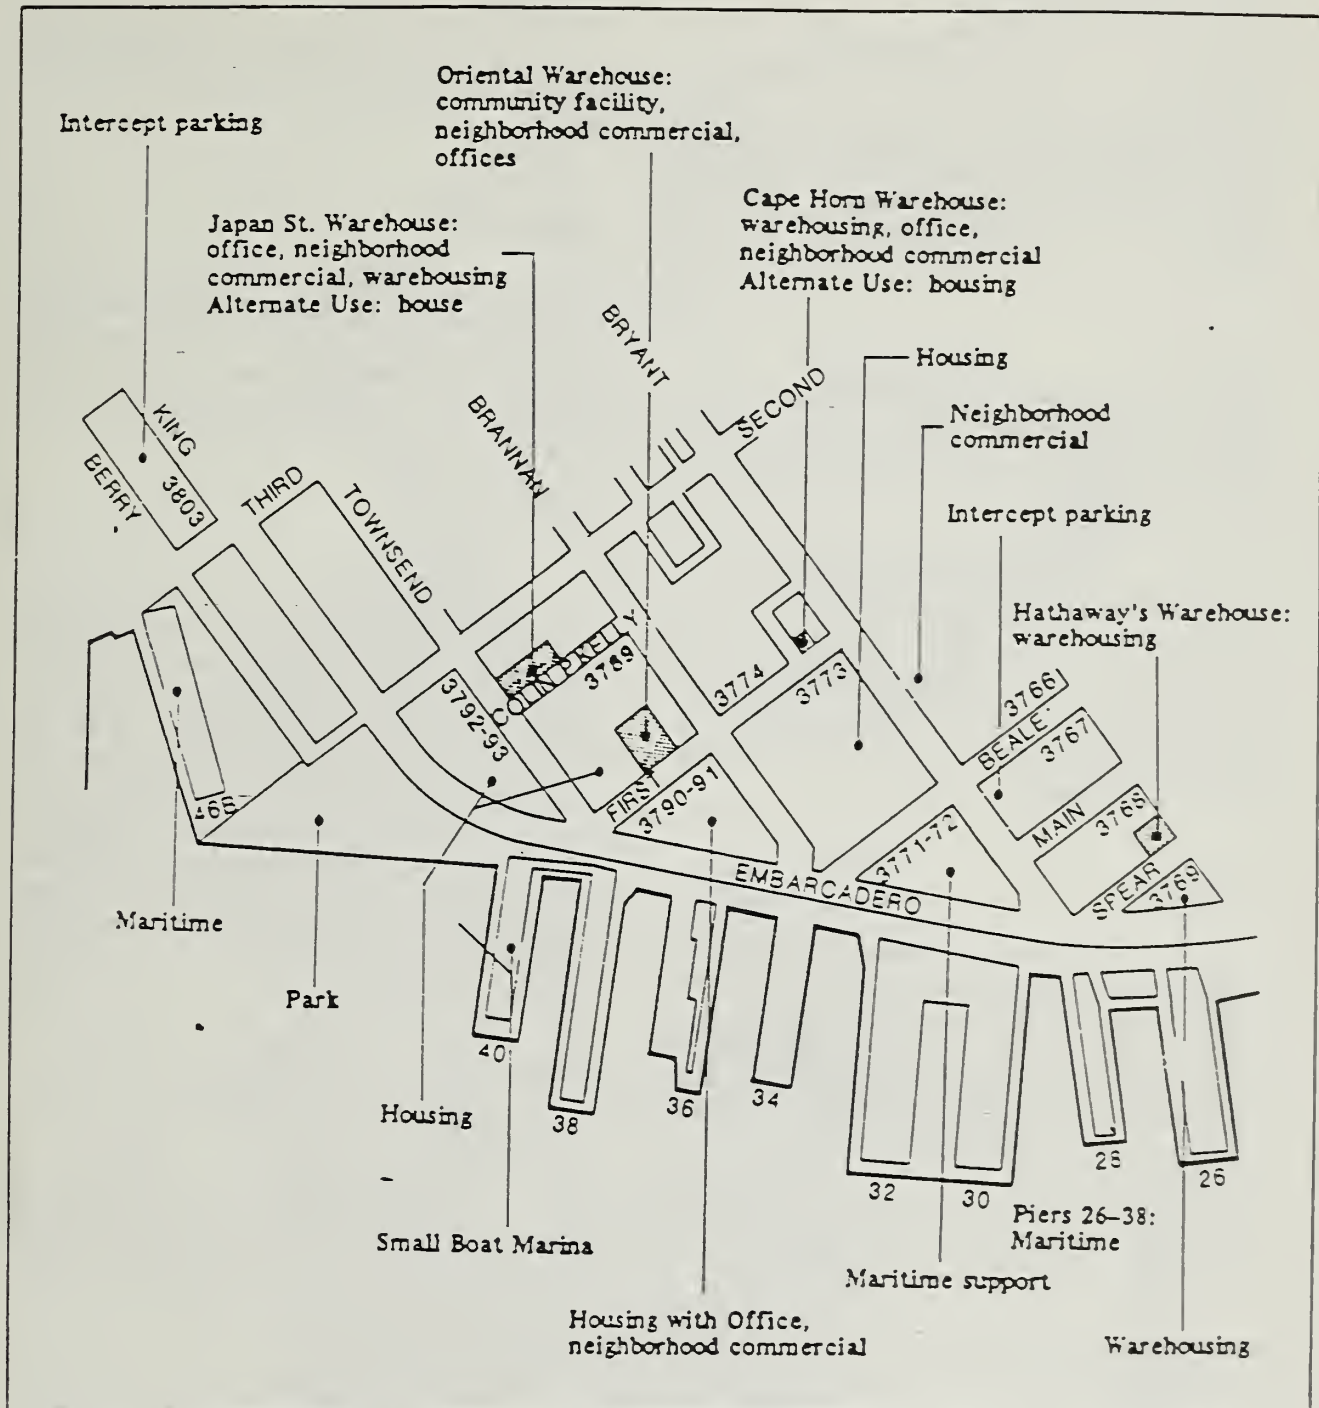 Oriental Warehouse:
community facility,
neighborhood commercial,
offices
Intercept parking
Cape Horn Warehouse:
warehousing, office,
neighborhood commercial
Alternate Use: housing
Japan St. Warehouse:
office, neighborhood
commercial, warehousing
Alternate Use: house
BRYANT
Housing
SECOND
BRANNAN
Neighborhood
commercial
KING
BERRY
3803
THIRD
TOWNSEND
Intercept parking
Hathaway's Warehouse:
warehousing
COLIN P KELLY
3789
3792-93
3774
3773
3766
BEALE
3767
FIRST
3790-91
MAIN
3768
3771-72
SPEAR
3769
46B
EMBARCADERO
Maritime
Park
40
38
36
34
32
30
28
26
Housing
Piers 26-38:
Maritime
Small Boat Marina
Maritime support
Housing with Office,
neighborhood commercial
Warehousing